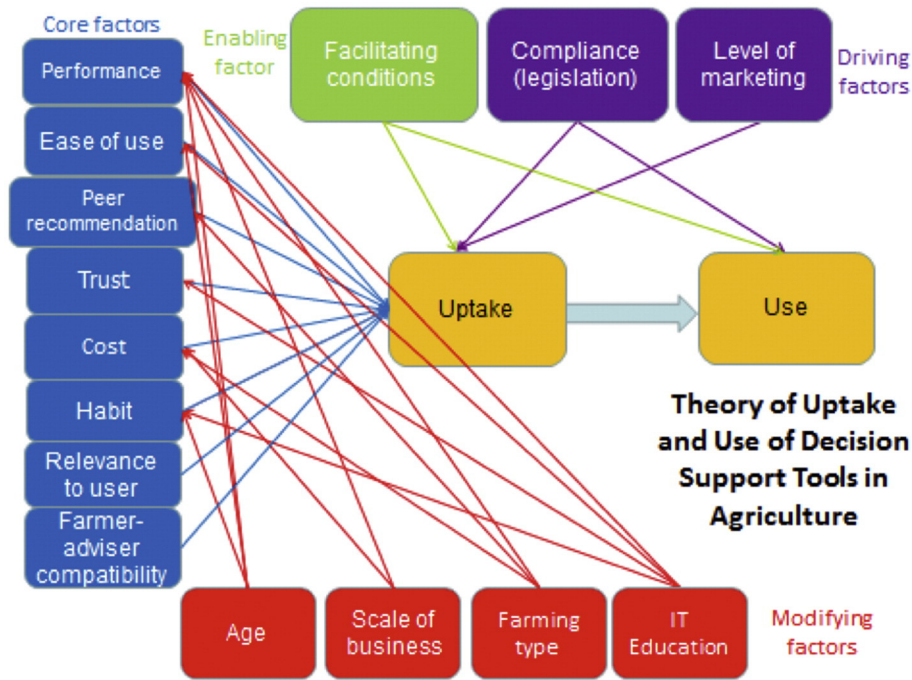 Core factors
Performance
Ease of use
Peer
recommendation
Trust
Cost
Habit
Relevance
to user
Farmer-
adviser
compatibility
Enabling
factor
Facilitating
conditions
Compliance
(legislation)
Level of
marketing
Driving
factors
Uptake
Use
Theory of Uptake
and Use of Decision
Support Tools in
Agriculture
Age
Scale of
business
Farming
type
IT
Education
Modifying
factors